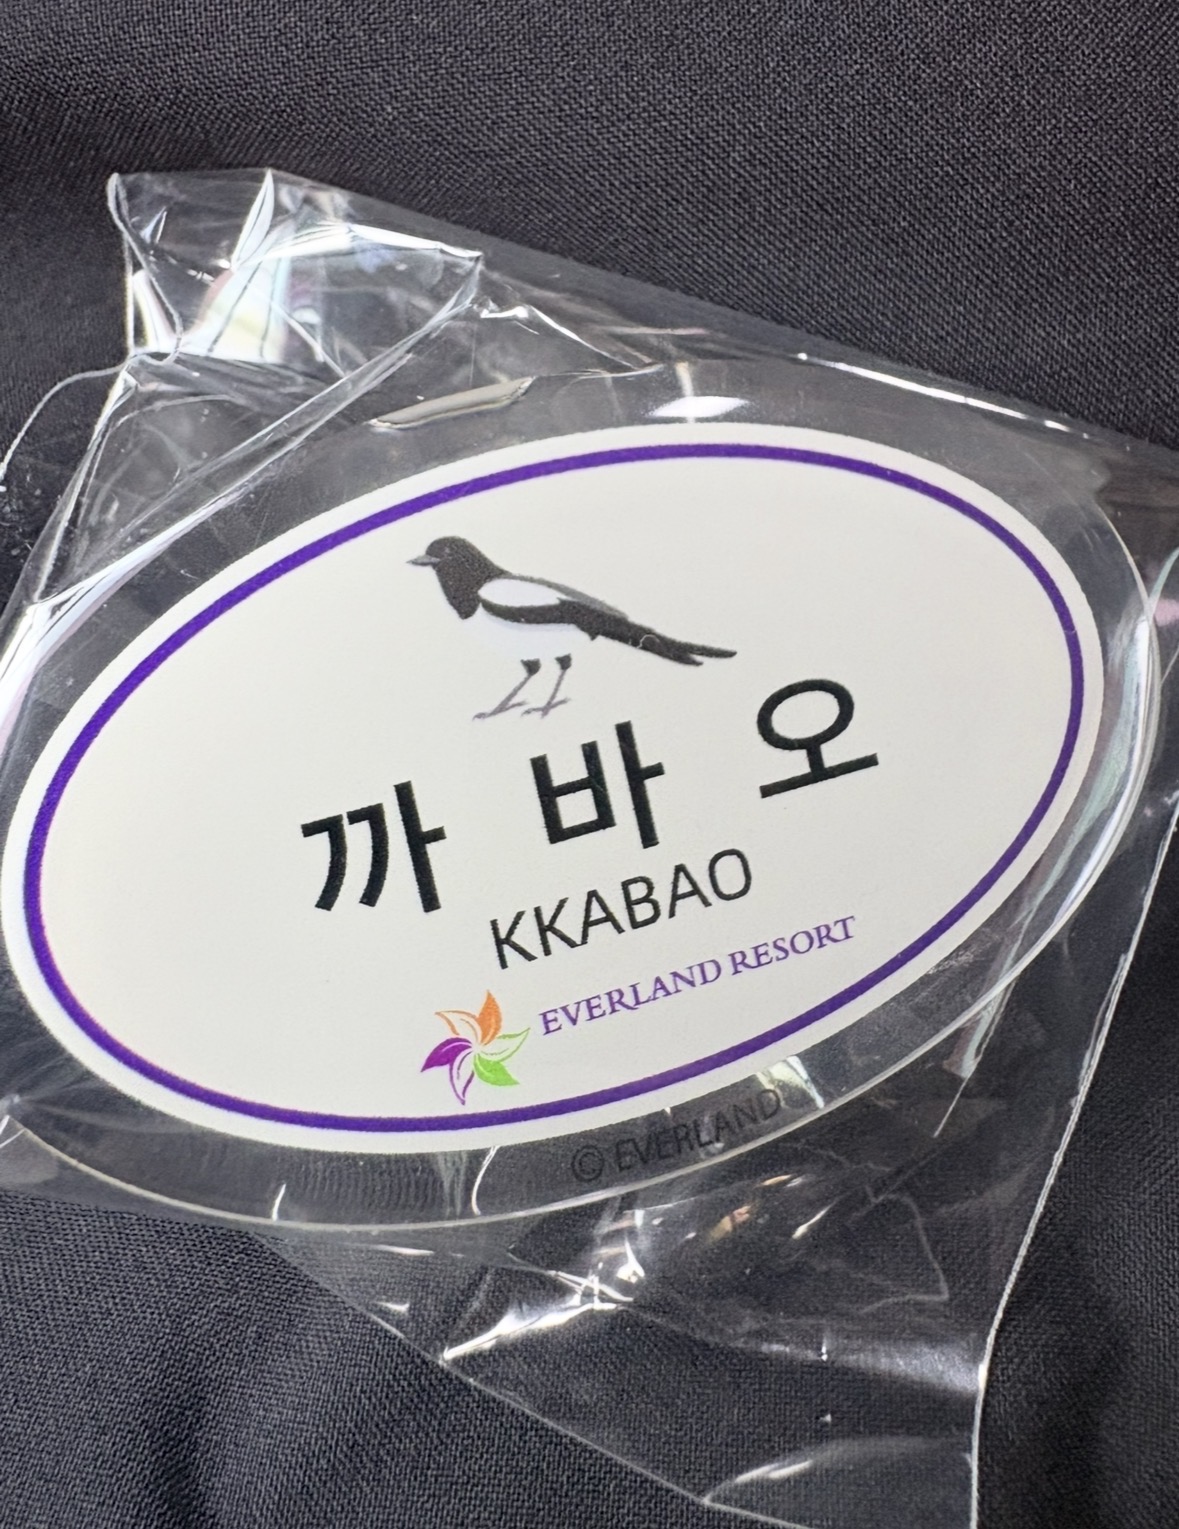 까 바 오
KKABAO
EVERLAND RESORT
© EVERLAND